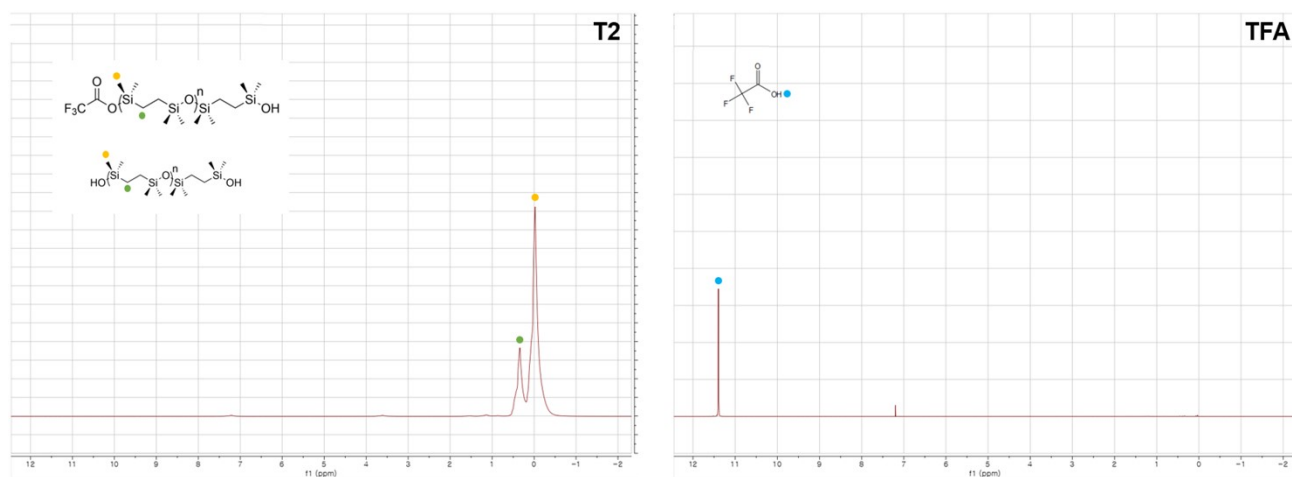 T2
O
F₃C O ( Si Si O ) n Si Si OH
HO ( Si Si O ) n Si Si OH
12 11 10 9 8 7 6 5 4 3 2 1 0 -1 -2
f1 (ppm)
TFA
O
F OH
F F
12 11 10 9 8 7 6 5 4 3 2 1 0 -1 -2
f1 (ppm)